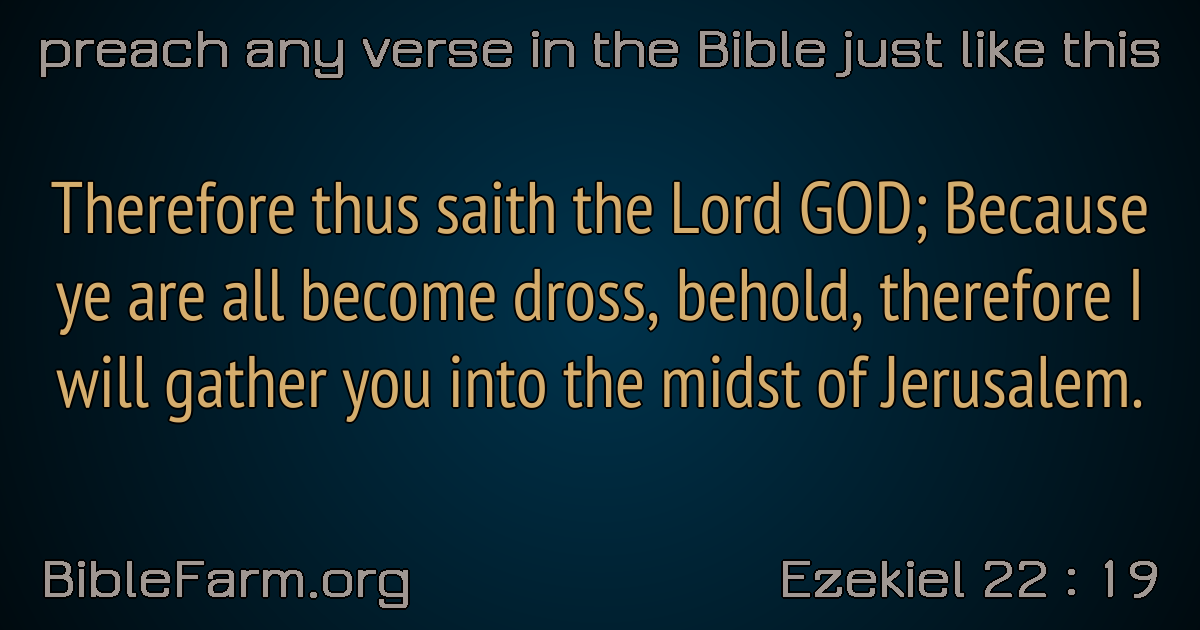 preach any verse in the Bible just like this
Therefore thus saith the Lord GOD; Because
ye are all become dross, behold, therefore I
will gather you into the midst of Jerusalem.
BibleFarm.org
Ezekiel 22 : 19